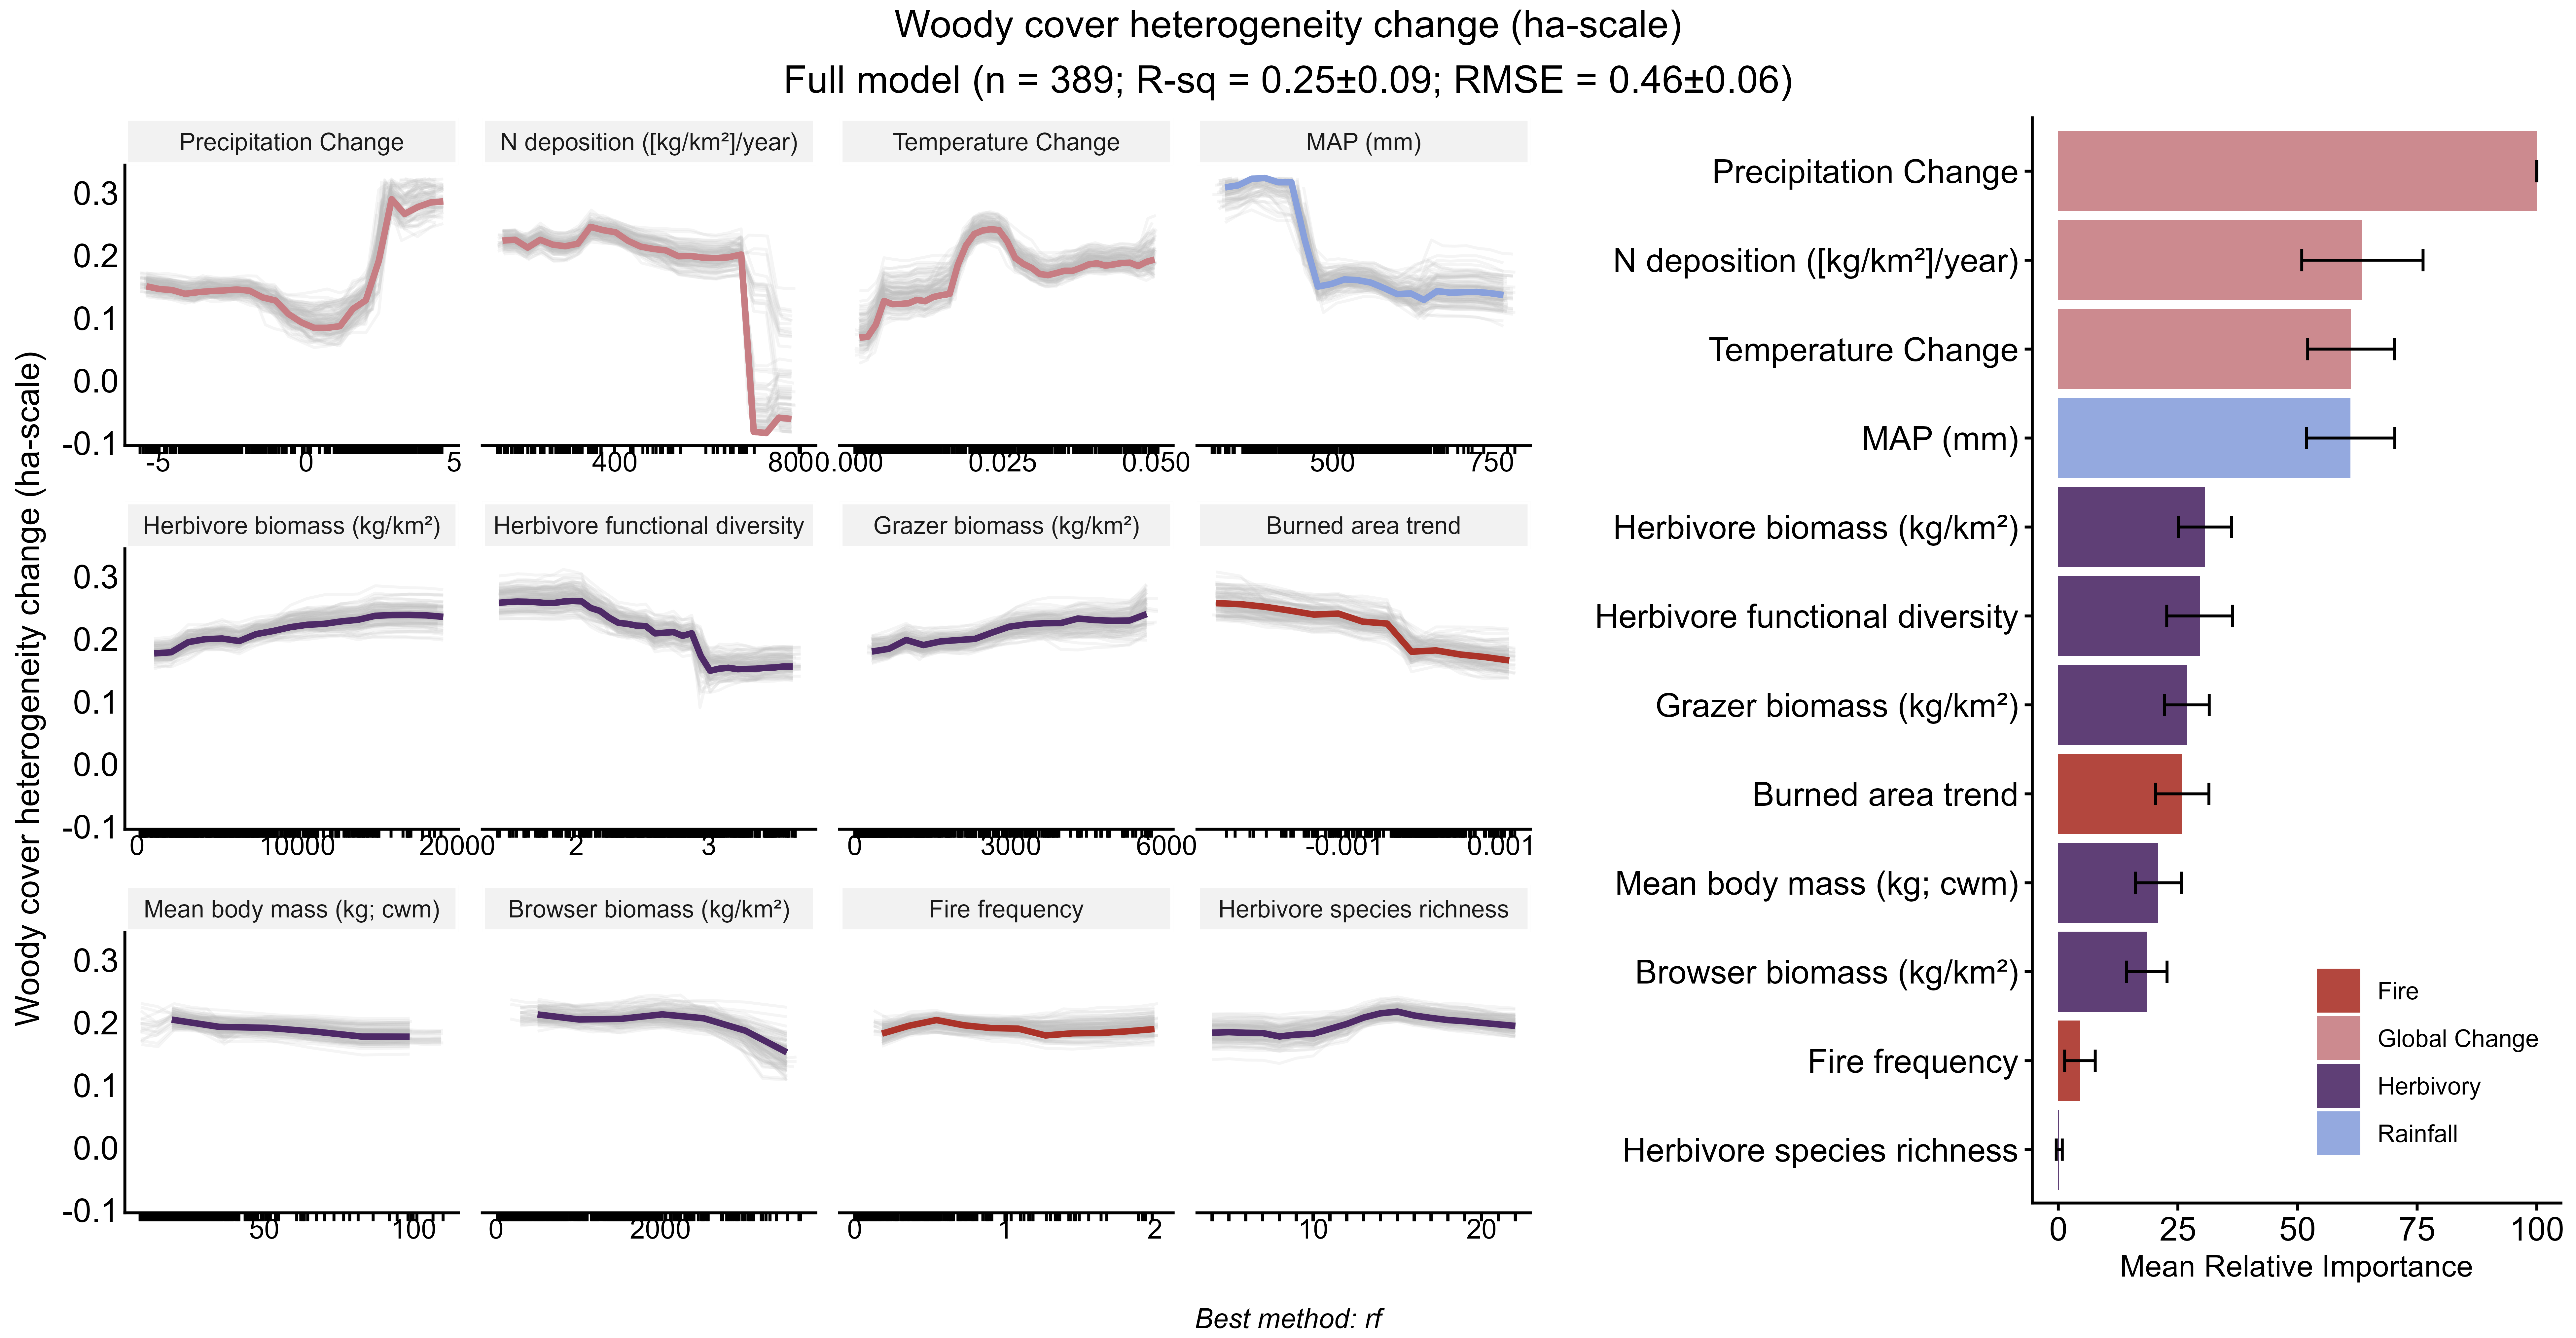 Woody cover heterogeneity change (ha-scale)
Full model (n = 389; R-sq = 0.25±0.09; RMSE = 0.46±0.06)
Woody cover heterogeneity change (ha-scale)
Precipitation Change
N deposition ([kg/km²]/year)
Temperature Change
MAP (mm)
0.3
0.2
0.1
0.0
-0.1
-5 0 5
400 800
0.000 0.025 0.050
500 750
Herbivore biomass (kg/km²)
Herbivore functional diversity
Grazer biomass (kg/km²)
Burned area trend
0.3
0.2
0.1
0.0
-0.1
0 10000 20000
2 3
0 3000 6000
-0.001 0.001
Mean body mass (kg; cwm)
Browser biomass (kg/km²)
Fire frequency
Herbivore species richness
0.3
0.2
0.1
0.0
-0.1
50 100
0 2000
0 1 2
10 20
Best method: rf
Precipitation Change
N deposition ([kg/km²]/year)
Temperature Change
MAP (mm)
Herbivore biomass (kg/km²)
Herbivore functional diversity
Grazer biomass (kg/km²)
Burned area trend
Mean body mass (kg; cwm)
Browser biomass (kg/km²)
Fire frequency
Herbivore species richness
Fire
Global Change
Herbivory
Rainfall
0 25 50 75 100
Mean Relative Importance